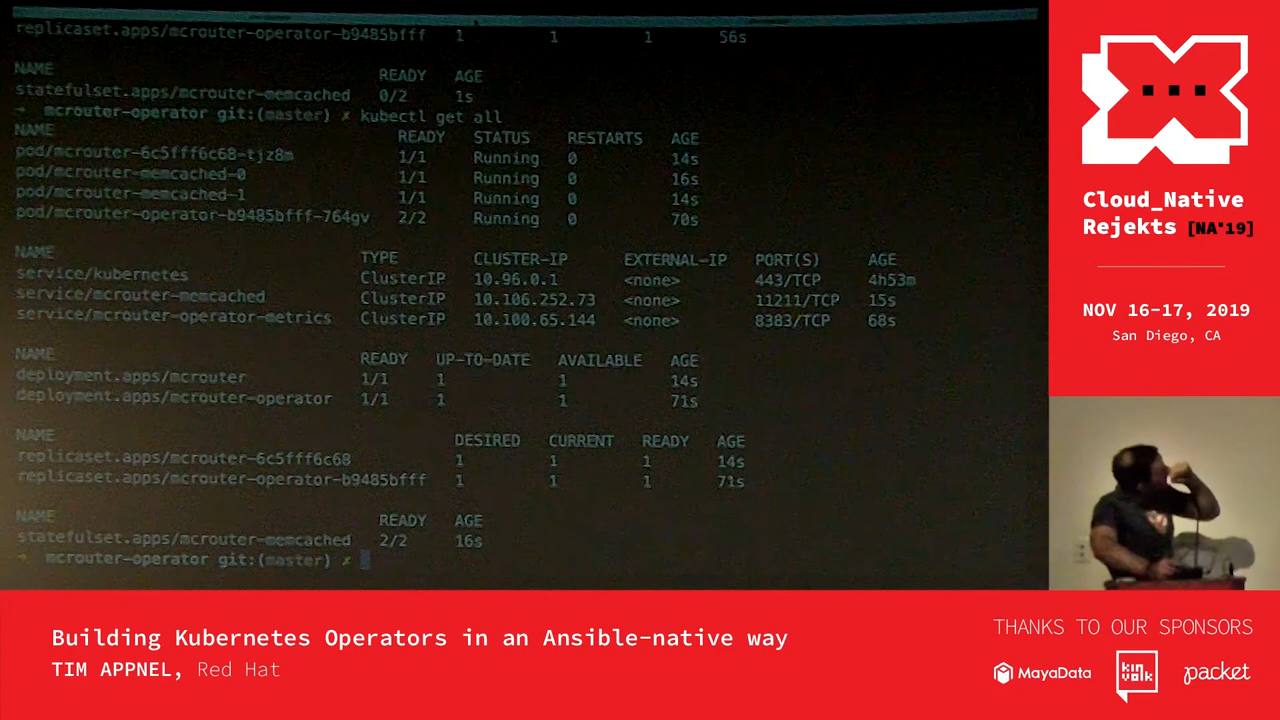 replicaset.apps/mcrouter-operator-b9485bfff 1 1 1 56s
NAME READY AGE
statefulset.apps/mcrouter-memcached 0/2 1s
→ mcrouter-operator git:(master) ✗ kubectl get all
NAME READY STATUS RESTARTS AGE
pod/mcrouter-6c5fff6c68-tjz8m 1/1 Running 0 14s
pod/mcrouter-memcached-0 1/1 Running 0 16s
pod/mcrouter-memcached-1 1/1 Running 0 14s
pod/mcrouter-operator-b9485bfff-764gv 2/2 Running 0 70s
NAME TYPE CLUSTER-IP EXTERNAL-IP PORT(S) AGE
service/kubernetes ClusterIP 10.96.0.1 <none> 443/TCP 4h53m
service/mcrouter-memcached ClusterIP 10.106.252.73 <none> 11211/TCP 15s
service/mcrouter-operator-metrics ClusterIP 10.100.65.144 <none> 8383/TCP 68s
NAME READY UP-TO-DATE AVAILABLE AGE
deployment.apps/mcrouter 1/1 1 1 14s
deployment.apps/mcrouter-operator 1/1 1 1 71s
NAME DESIRED CURRENT READY AGE
replicaset.apps/mcrouter-6c5fff6c68 1 1 1 14s
replicaset.apps/mcrouter-operator-b9485bfff 1 1 1 71s
NAME READY AGE
statefulset.apps/mcrouter-memcached 2/2 16s
→ mcrouter-operator git:(master) ✗
Cloud_Native
Rejekts [NA'19]
NOV 16-17, 2019
San Diego, CA
Building Kubernetes Operators in an Ansible-native way
TIM APPNEL, Red Hat
THANKS TO OUR SPONSORS
MayaData
kinvolk
packet